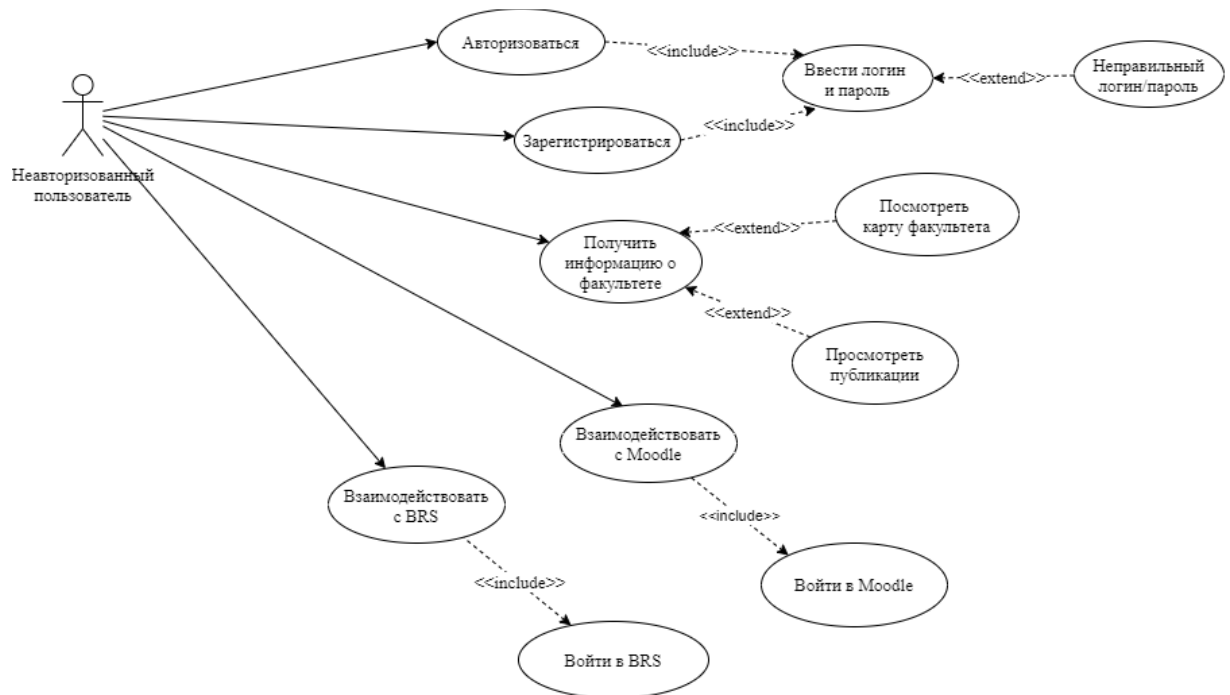 Авторизоваться
<<include>>
Ввести логин
и пароль
<<extend>>
Неправильный
логин/пароль
Зарегистрироваться
<<include>>
Неавторизованный
пользователь
Получить
информацию о
факультете
<<extend>>
Посмотреть
карту факультета
<<extend>>
Просмотреть
публикации
Взаимодействовать
с Moodle
<<include>>
Войти в Moodle
Взаимодействовать
с BRS
<<include>>
Войти в BRS